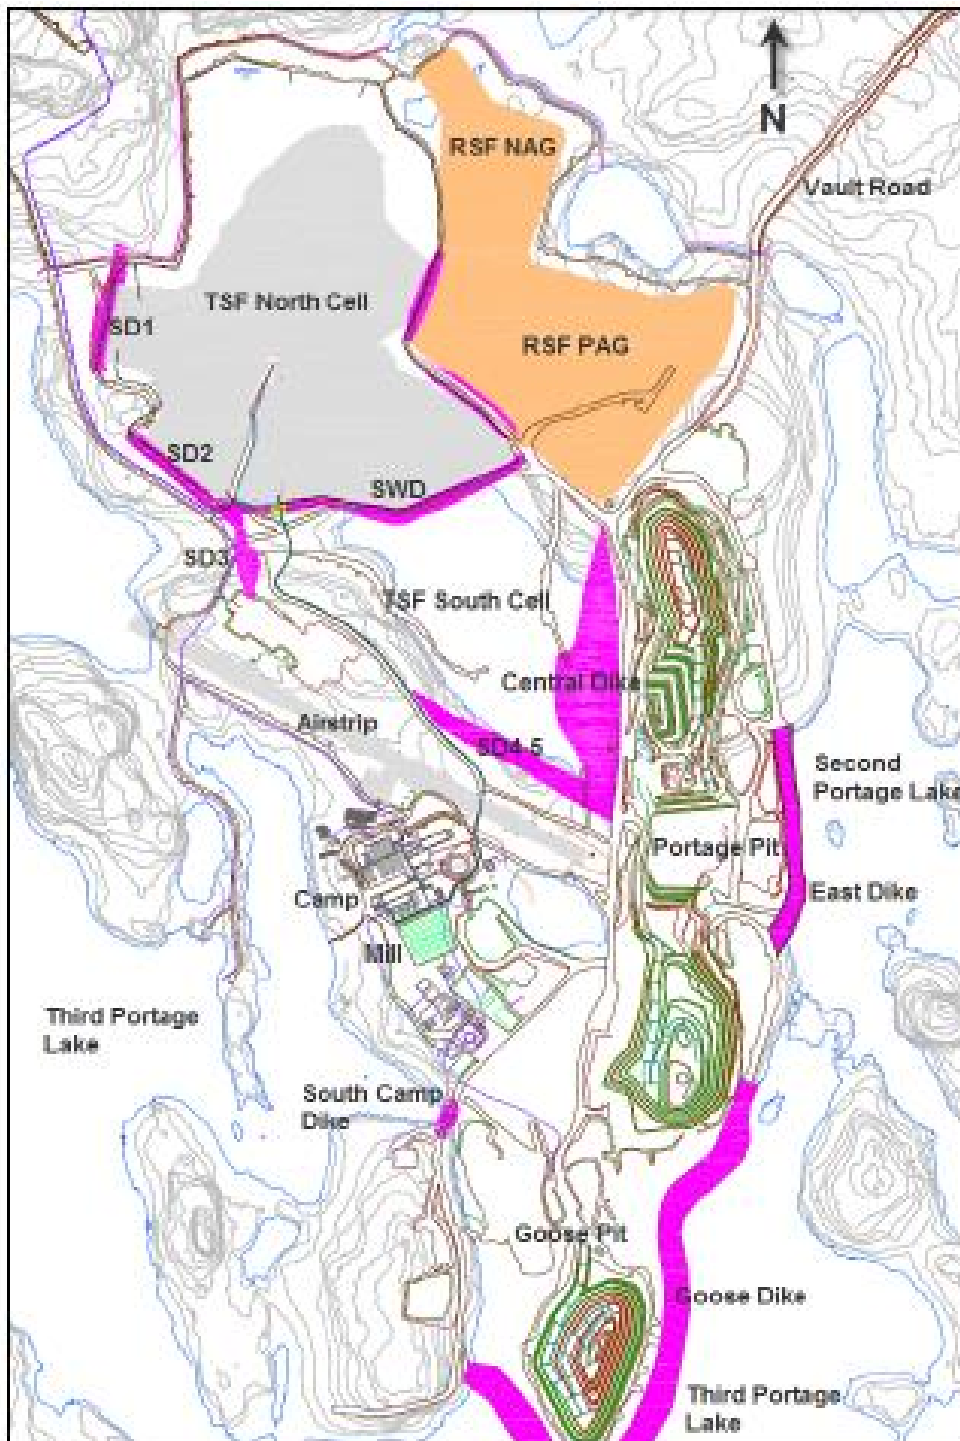 N
RSF NAG
Vault Road
TSF North Cell
SD1
RSF PAG
SD2
SWD
SD3
TSF South Cell
Central Dike
Airstrip
SD4-5
Second
Portage Lake
Portage Pit
Camp
East Dike
Mill
Third Portage
Lake
South Camp
Dike
Goose Pit
Goose Dike
Third Portage
Lake